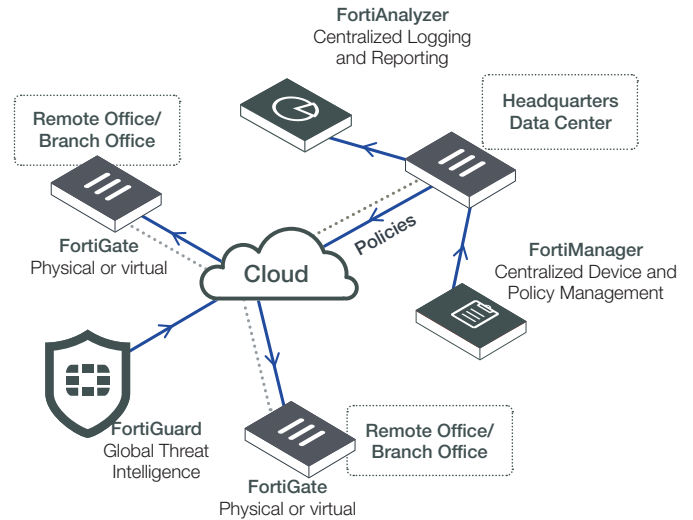 FortiAnalyzer
Centralized Logging
and Reporting
Headquarters
Data Center
Remote Office/
Branch Office
FortiGate
Physical or virtual
Cloud
Policies
FortiManager
Centralized Device and
Policy Management
FortiGuard
Global Threat
Intelligence
Remote Office/
Branch Office
FortiGate
Physical or virtual